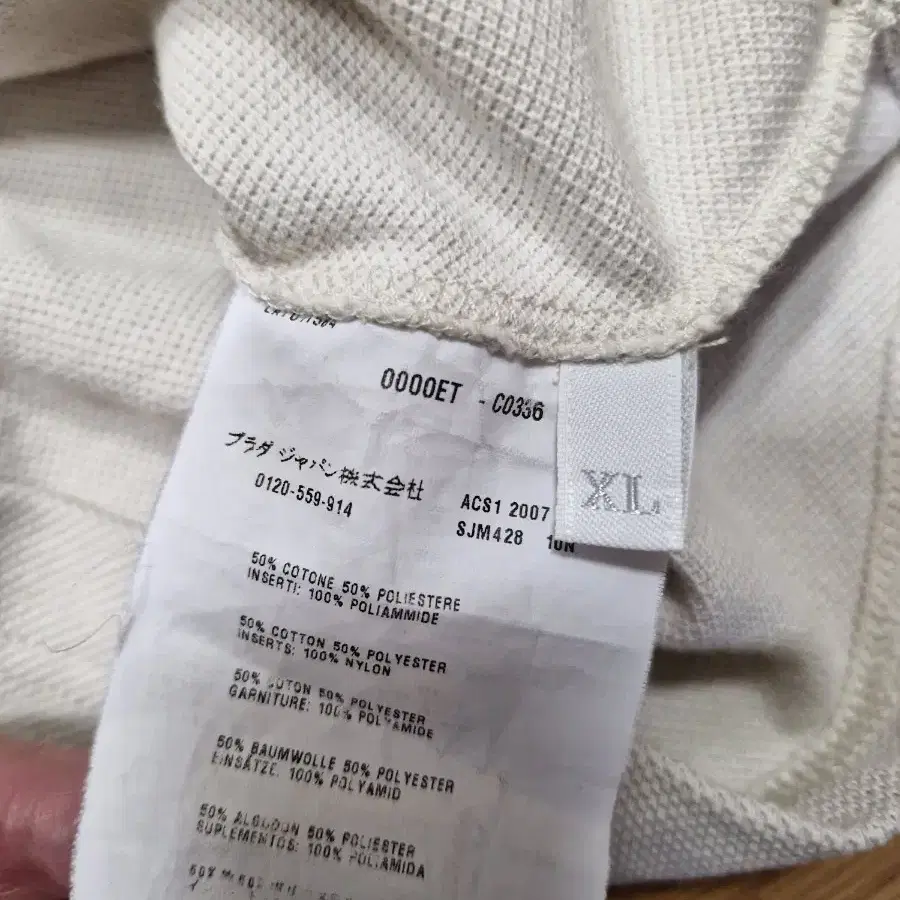 0000ET - C0336
プラダ ジャパン株式会社
0120-559-914
ACS1 2007
SJM428 10N
XL
50% COTONE 50% POLIESTERE
INSERTI: 100% POLIAMMIDE
50% COTTON 50% POLYESTER
INSERTS: 100% NYLON
50% COTON 50% POLYESTER
GARNITURE: 100% POLYAMIDE
50% BAUMWOLLE 50% POLYESTER
EINSÄTZE: 100% POLYAMID
50% ALGODON 50% POLIESTER
SUPLEMENTOS: 100% POLIAMIDA